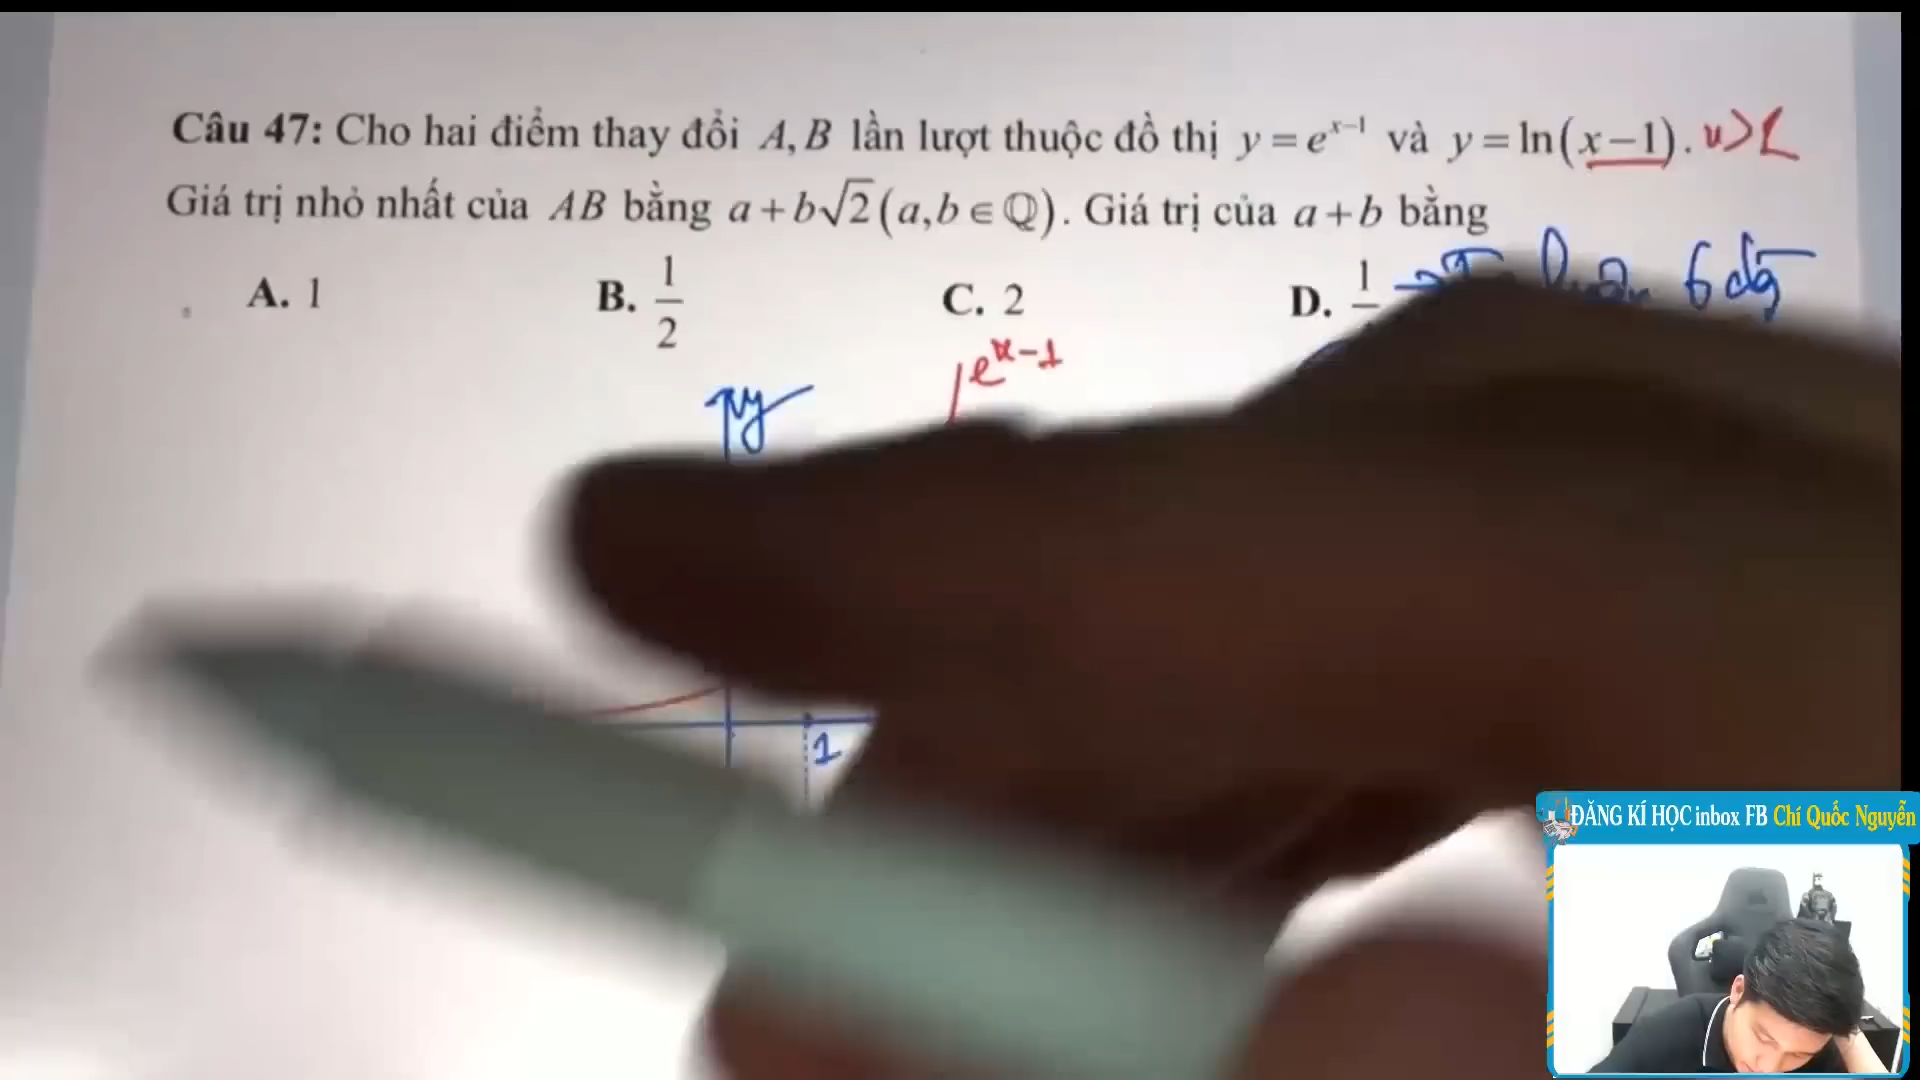 Câu 47: Cho hai điểm thay đổi A, B lần lượt thuộc đồ thị y = e^{x-1} và y = ln(x-1). x>1
Giá trị nhỏ nhất của AB bằng a + b√2 (a, b ∈ ℚ). Giá trị của a + b bằng
A. 1 B. 1/2 C. 2 D. 1
e^{x-1}
y
1
ĐĂNG KÍ HỌC inbox FB Chí Quốc Nguyễn